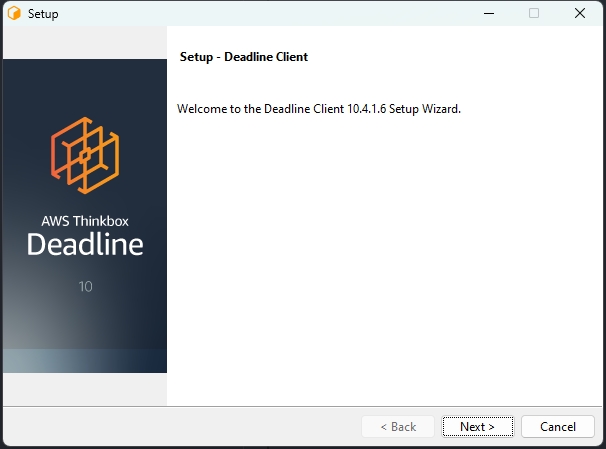 Setup
Setup - Deadline Client
Welcome to the Deadline Client 10.4.1.6 Setup Wizard.
AWS Thinkbox
Deadline
10
< Back
Next >
Cancel